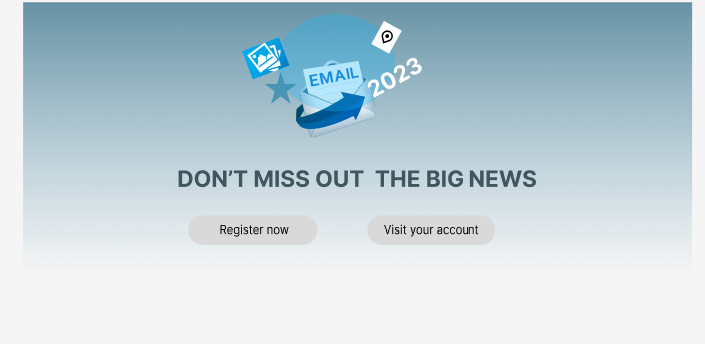 EMAIL
2023
DON'T MISS OUT THE BIG NEWS
Register now
Visit your account